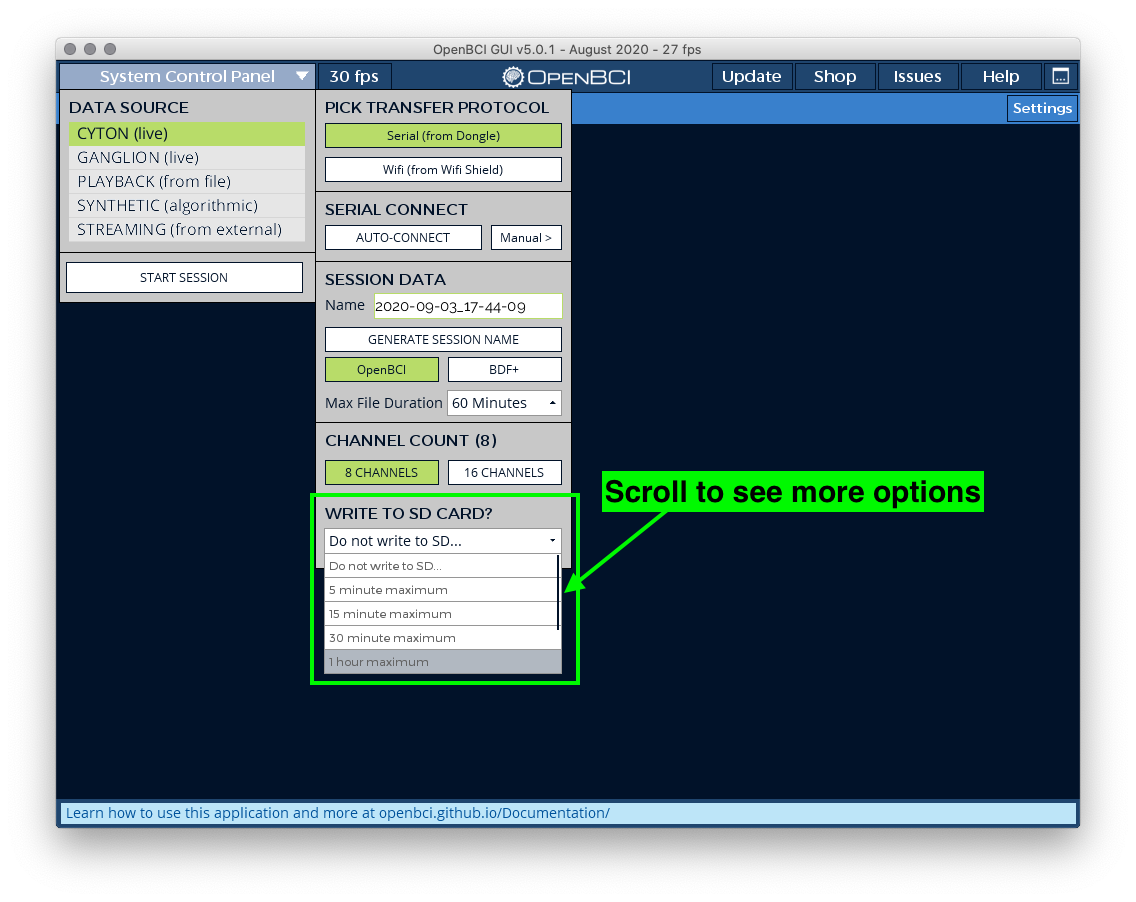 OpenBCI GUI v5.0.1 - August 2020 - 27 fps
System Control Panel
30 fps
OPENBCI
Update
Shop
Issues
Help
Settings
DATA SOURCE
CYTON (live)
GANGLION (live)
PLAYBACK (from file)
SYNTHETIC (algorithmic)
STREAMING (from external)
START SESSION
PICK TRANSFER PROTOCOL
Serial (from Dongle)
Wifi (from Wifi Shield)
SERIAL CONNECT
AUTO-CONNECT
Manual >
SESSION DATA
Name 2020-09-03_17-44-09
GENERATE SESSION NAME
OpenBCI
BDF+
Max File Duration 60 Minutes
CHANNEL COUNT (8)
8 CHANNELS
16 CHANNELS
WRITE TO SD CARD?
Do not write to SD...
Do not write to SD...
5 minute maximum
15 minute maximum
30 minute maximum
1 hour maximum
Scroll to see more options
Learn how to use this application and more at openbci.github.io/Documentation/